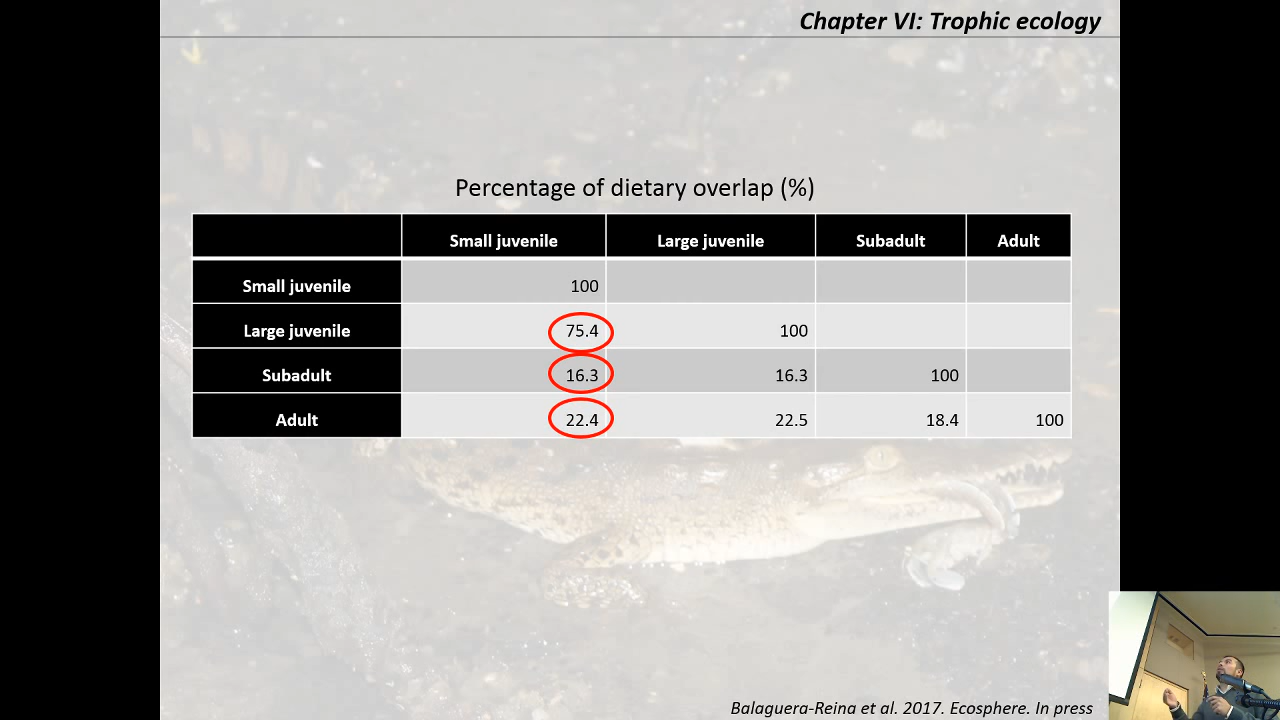 Chapter VI: Trophic ecology
Percentage of dietary overlap (%)
Small juvenile Large juvenile Subadult Adult
Small juvenile 100
Large juvenile 75.4 100
Subadult 16.3 16.3 100
Adult 22.4 22.5 18.4 100
Balaguera-Reina et al. 2017. Ecosphere. In press